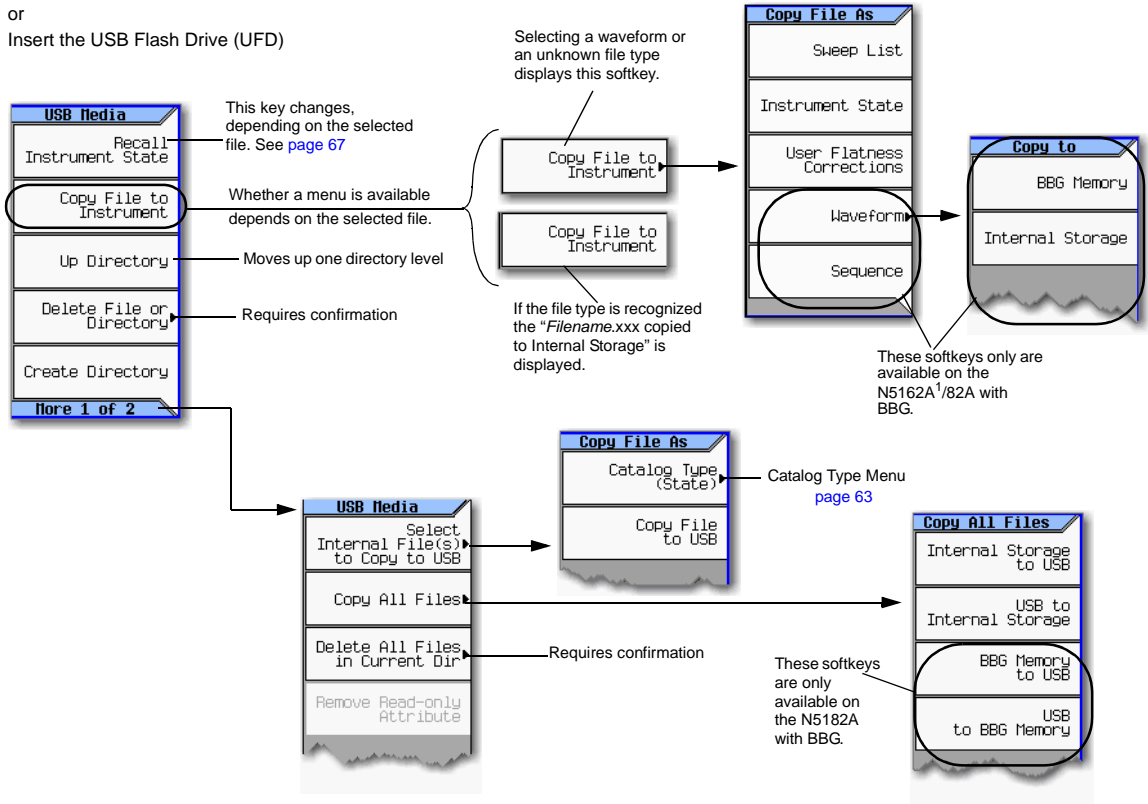 or
Insert the USB Flash Drive (UFD)
USB Media
Recall
Instrument State
Copy File to
Instrument
Up Directory
Delete File or
Directory
Create Directory
More 1 of 2
This key changes,
depending on the selected
file. See page 67
Whether a menu is available
depends on the selected file.
Moves up one directory level
Requires confirmation
Selecting a waveform or
an unknown file type
displays this softkey.
Copy File to
Instrument
Copy File to
Instrument
If the file type is recognized
the “Filename.xxx copied
to Internal Storage” is
displayed.
Copy File As
Sweep List
Instrument State
User Flatness
Corrections
Waveform
Sequence
Copy to
BBG Memory
Internal Storage
These softkeys only are
available on the
N5162A1/82A with
BBG.
USB Media
Select
Internal File(s)
to Copy to USB
Copy All Files
Delete All Files
in Current Dir
Remove Read-only
Attribute
Requires confirmation
Copy File As
Catalog Type
(State)
Copy File
to USB
Catalog Type Menu
page 63
Copy All Files
Internal Storage
to USB
USB to
Internal Storage
BBG Memory
to USB
USB
to BBG Memory
These softkeys
are only
available on
the N5182A
with BBG.